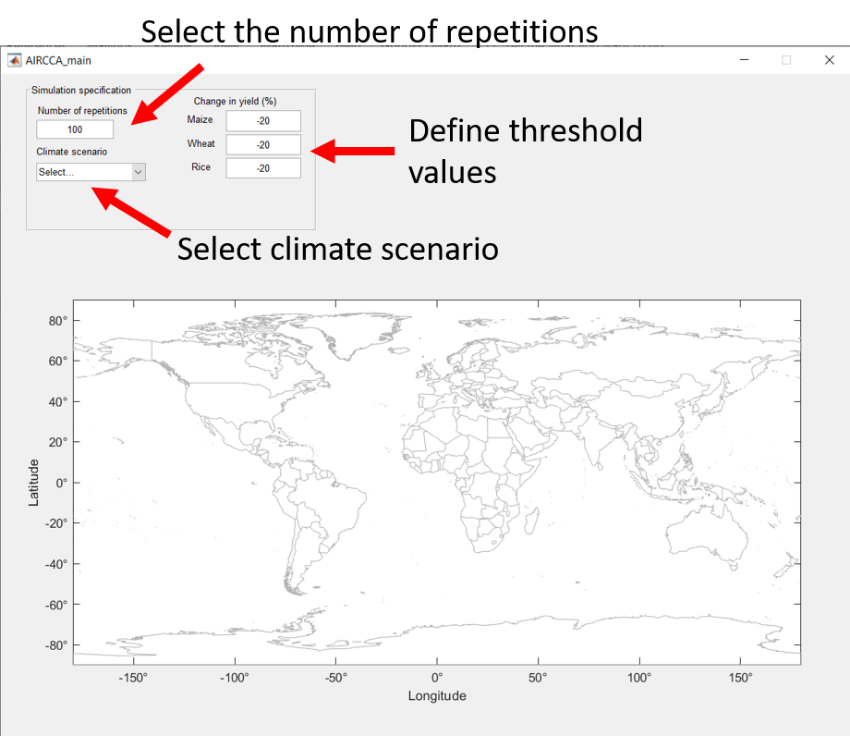 Select the number of repetitions
AIRCCA_main
Simulation specification
Number of repetitions
100
Climate scenario
Select...
Change in yield (%)
Maize -20
Wheat -20
Rice -20
Define threshold
values
Select climate scenario
80°
60°
40°
20°
0°
-20°
-40°
-60°
-80°
Latitude
-150° -100° -50° 0° 50° 100° 150°
Longitude